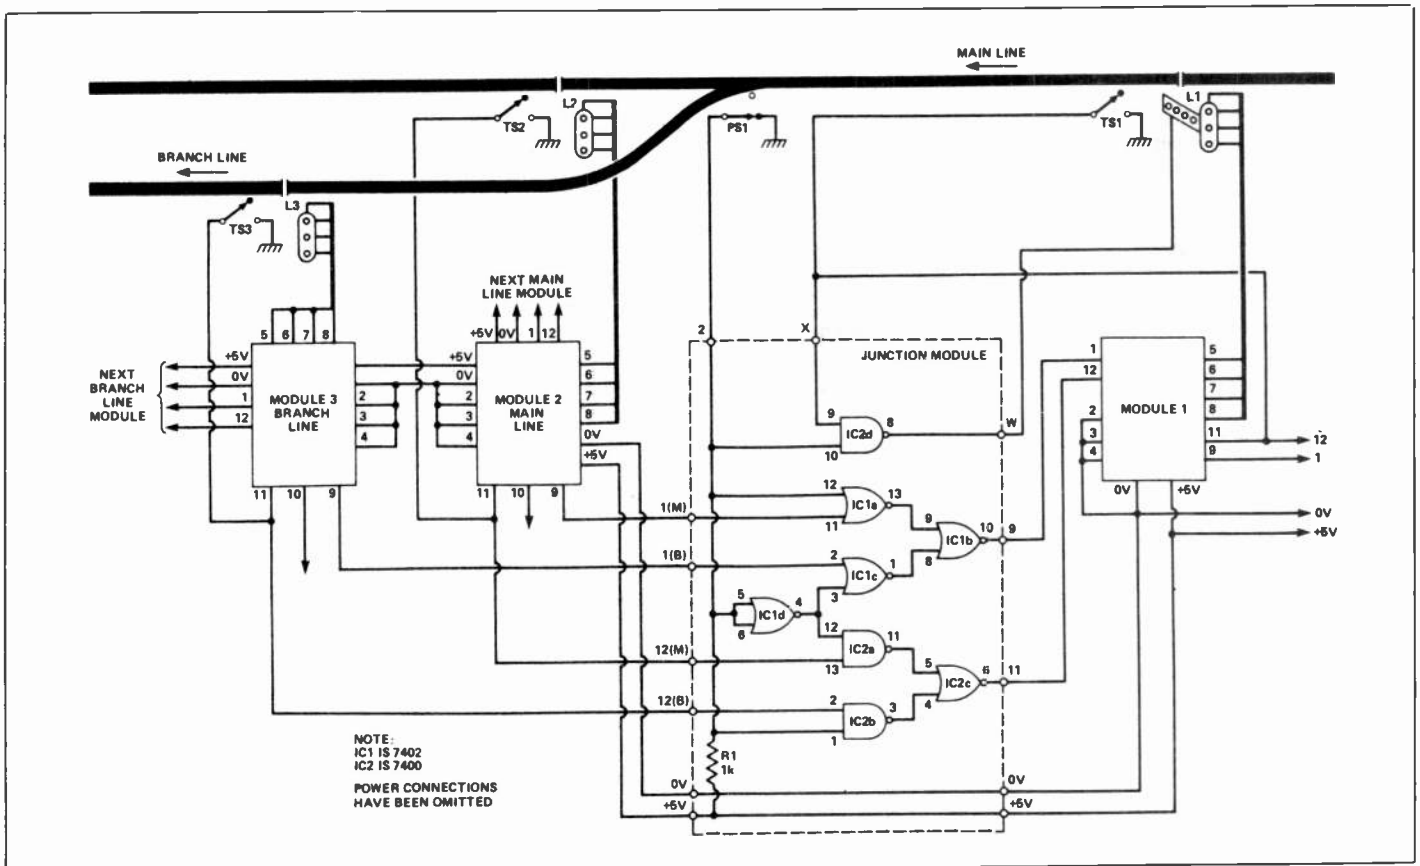 MAIN LINE
L1
L2
TS2
PS1
TS1
BRANCH LINE
L3
TS3
NEXT MAIN
LINE MODULE
+5V 0V 1 12
2
X
JUNCTION MODULE
5 6 7 8
+5V
0V
1
12
NEXT
BRANCH
LINE
MODULE
MODULE 3
BRANCH
LINE
2
3
4
11 10 9
+5V
0V
2
3
4
MODULE 2
MAIN
LINE
5
6
7
8
0V
+5V
11 10 9
1
12
2
3
4
MODULE 1
5
6
7
8
11
9
0V
+5V
12
1
0V
+5V
9
10
IC2d
8
W
1(M)
12
11
IC1a
13
9
8
IC1b
10
9
1(B)
2
3
IC1c
1
5
6
IC1d
4
12(M)
12
13
IC2a
11
5
4
IC2c
6
11
12(B)
2
1
IC2b
3
R1
1k
0V
+5V
0V
+5V
NOTE:
IC1 IS 7402
IC2 IS 7400
POWER CONNECTIONS
HAVE BEEN OMITTED